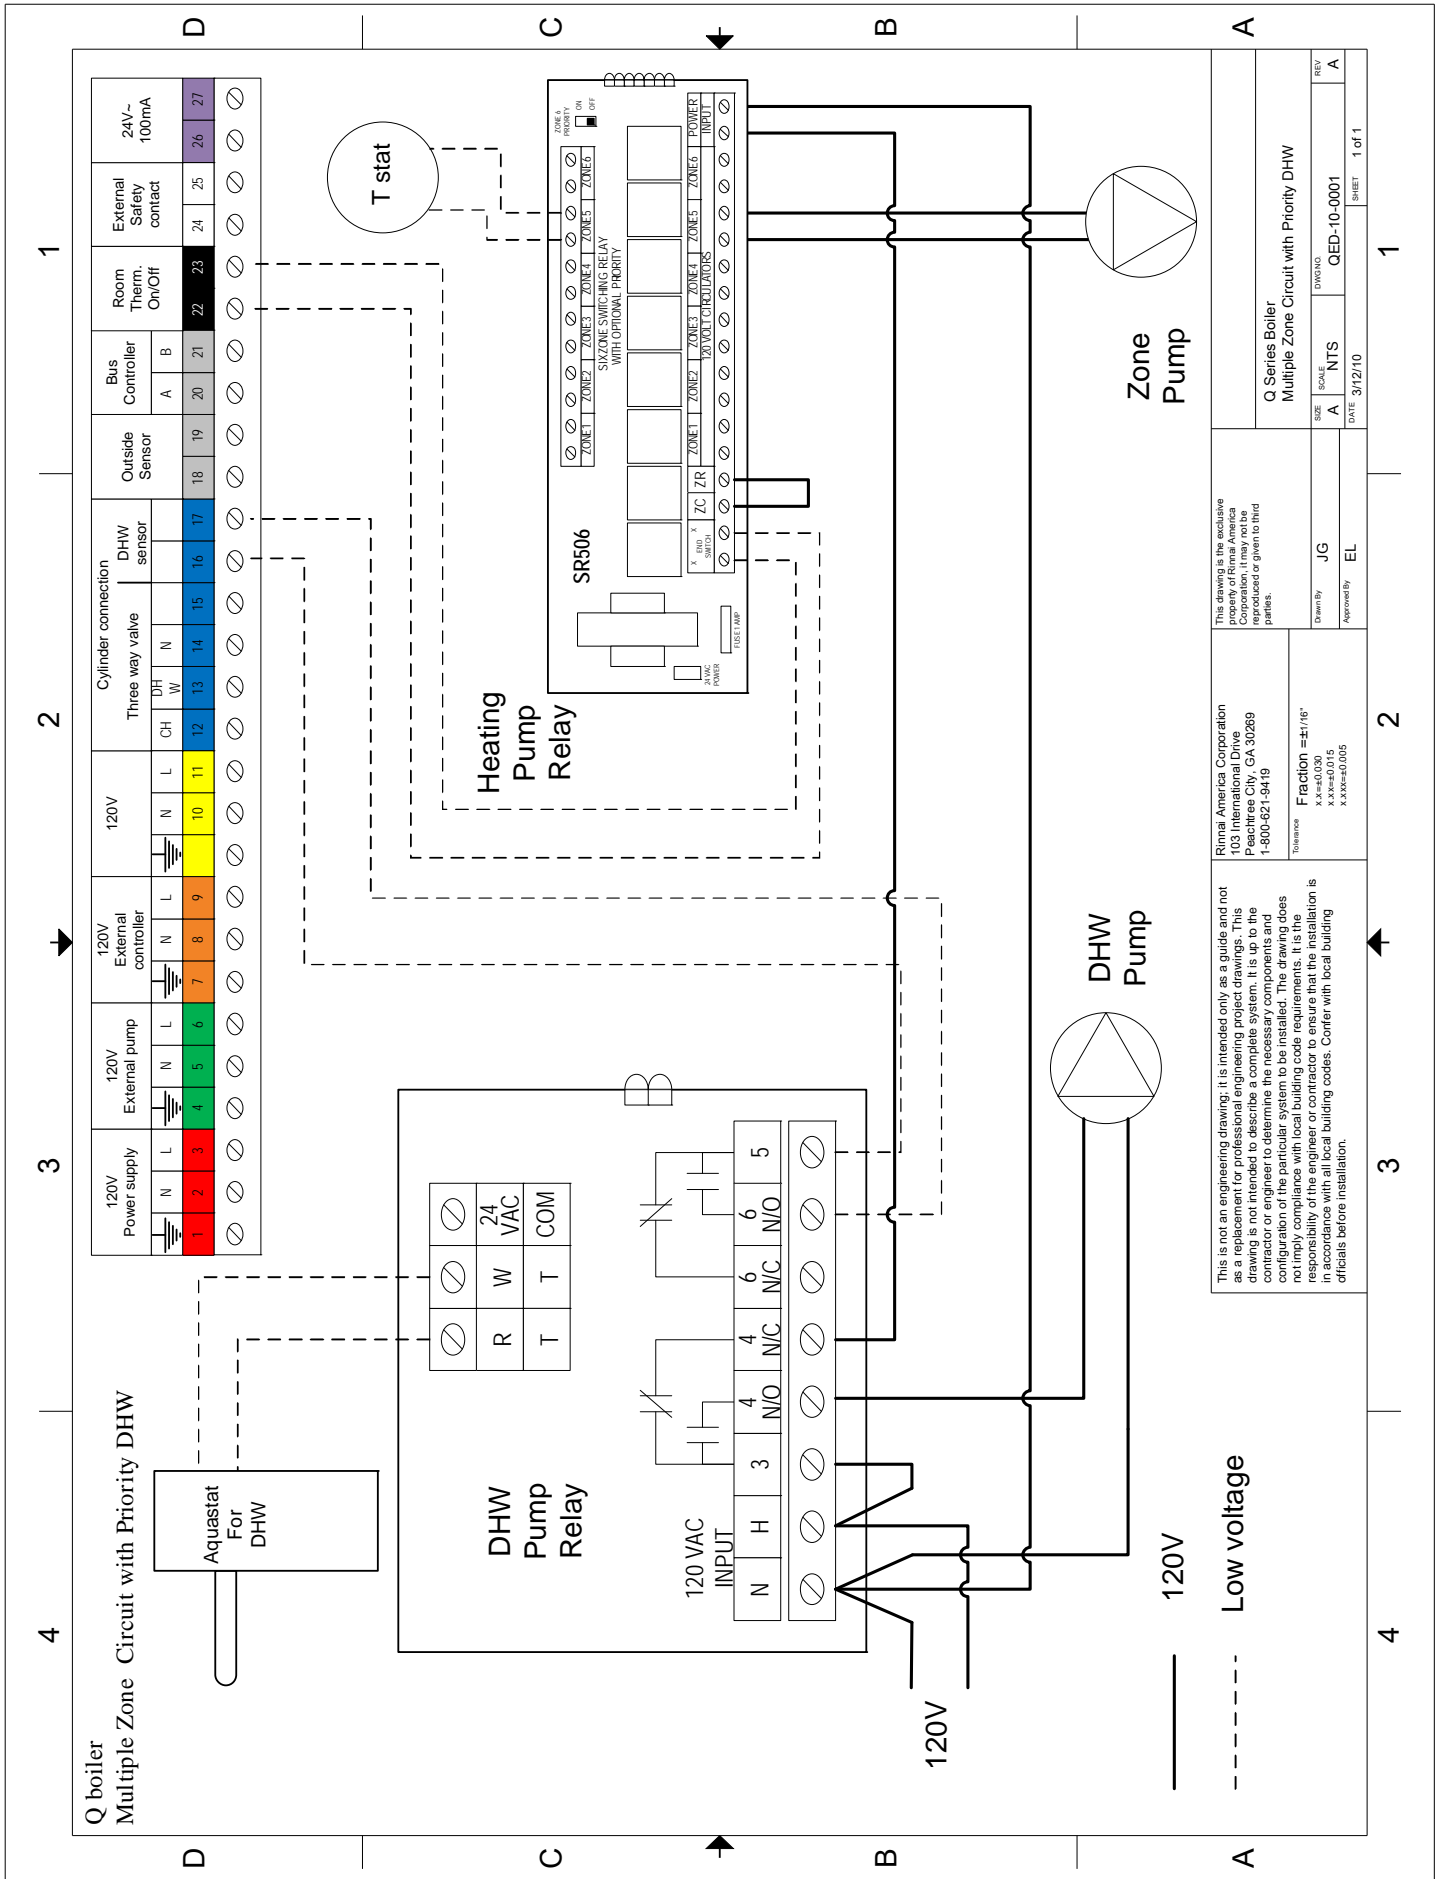 Q boiler
Multiple Zone Circuit with Priority DHW
4
3
2
1
D
C
B
A
120V
Power supply
120V
External pump
120V
External
controller
120V
Cylinder connection
Three way valve
DHW
sensor
Outside
Sensor
Bus
Controller
Room
Therm.
On/Off
External
Safety
contact
24V~
100mA
N
L
N
L
N
L
N
L
CH
DH
W
N
A
B
1
2
3
4
5
6
7
8
9
10
11
12
13
14
15
16
17
18
19
20
21
22
23
24
25
26
27
Aquastat
For
DHW
DHW
Pump
Relay
R
W
24
VAC
T
T
COM
120 VAC
INPUT
N
H
3
4
N/O
4
N/C
6
N/C
6
N/O
5
120V
Heating
Pump
Relay
SR506
T stat
ZONE 6
PRIORITY
ON
OFF
ZONE1
ZONE2
ZONE3
ZONE4
ZONE5
ZONE6
SIX ZONE SWITCHING RELAY
WITH OPTIONAL PRIORITY
24 VAC
POWER
FUSE 1 AMP
X
END
SWITCH
X
ZC
ZR
ZONE1
ZONE2
ZONE3
ZONE4
ZONE5
ZONE6
POWER
INPUT
120 VOLT CIRCULATORS
DHW
Pump
Zone
Pump
120V
Low voltage
This is not an engineering drawing; it is intended only as a guide and not
as a replacement for professional engineering project drawings. This
drawing is not intended to describe a complete system. It is up to the
contractor or engineer to determine the necessary components and
configuration of the particular system to be installed. The drawing does
not imply compliance with local building code requirements. It is the
responsibility of the engineer or contractor to ensure that the installation is
in accordance with all local building codes. Confer with local building
officials before installation.
Rinnai America Corporation
103 International Drive
Peachtree City, GA 30269
1-800-621-9419
Tolerance
Fraction =±1/16"
x.x=±0.030
x.xx=±0.015
x.xxx=±0.005
This drawing is the exclusive
property of Rinnai America
Corporation, it may not be
reproduced or given to third
parties.
Drawn By JG
Approved By EL
Q Series Boiler
Multiple Zone Circuit with Priority DHW
SIZE A
SCALE NTS
DWG NO. QED-10-0001
REV A
DATE 3/12/10
SHEET 1 of 1
D
C
B
A
4
3
2
1